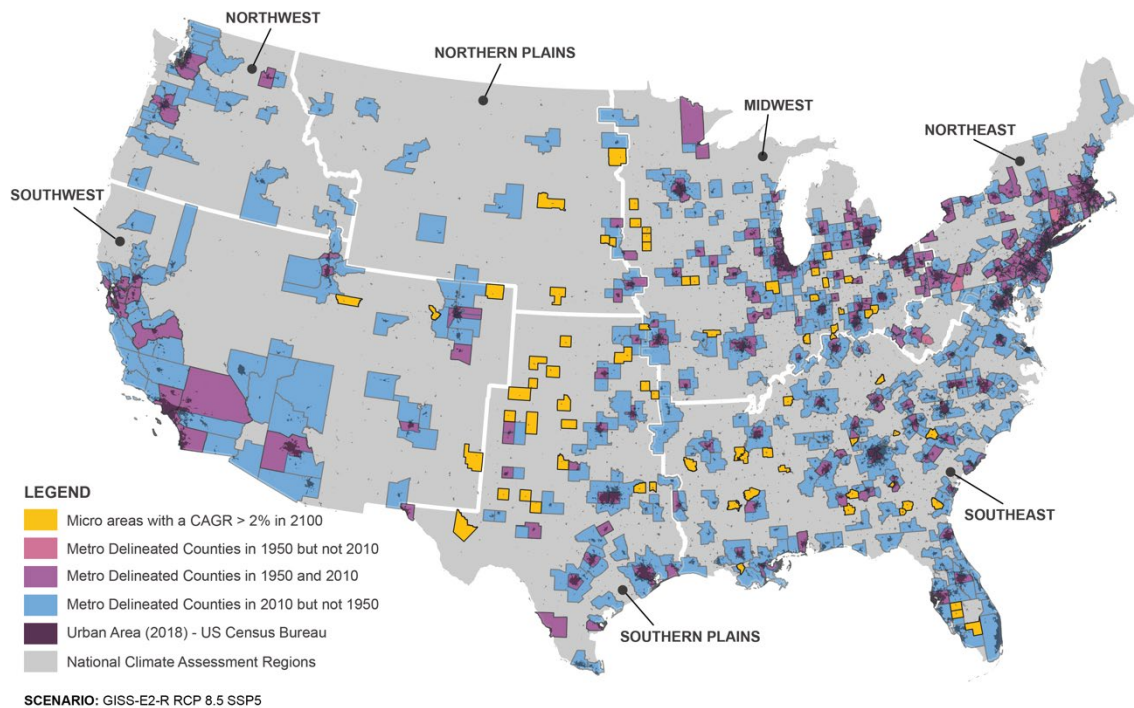 NORTHWEST
NORTHERN PLAINS
MIDWEST
NORTHEAST
SOUTHWEST
LEGEND
Micro areas with a CAGR > 2% in 2100
Metro Delineated Counties in 1950 but not 2010
Metro Delineated Counties in 1950 and 2010
Metro Delineated Counties in 2010 but not 1950
Urban Area (2018) - US Census Bureau
National Climate Assessment Regions
SOUTHEAST
SOUTHERN PLAINS
SCENARIO: GISS-E2-R RCP 8.5 SSP5